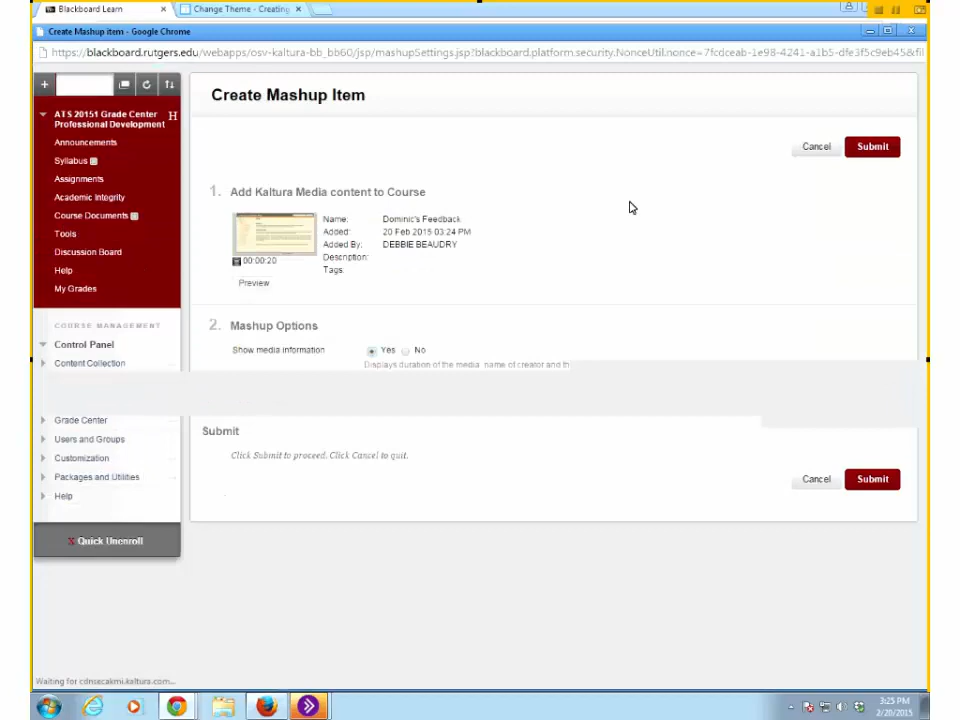 Blackboard Learn
Change Theme - Creating
Create Mashup item - Google Chrome
https://blackboard.rutgers.edu/webapps/osv-kaltura-bb_bb60/jsp/mashupSettings.jsp?blackboard.platform.security.NonceUtil.nonce=7fcdceab-1e98-4241-a1b5-dfe3f5c9eb45&fil
ATS 20151 Grade Center
Professional Development
Announcements
Syllabus
Assignments
Academic Integrity
Course Documents
Tools
Discussion Board
Help
My Grades
COURSE MANAGEMENT
Control Panel
Content Collection
Grade Center
Users and Groups
Customization
Packages and Utilities
Help
X Quick Unenroll
Create Mashup Item
Cancel Submit
1. Add Kaltura Media content to Course
00:00:20
Preview
Name: Dominic's Feedback
Added: 20 Feb 2015 03:24 PM
Added By: DEBBIE BEAUDRY
Description:
Tags:
2. Mashup Options
Show media information Yes No
Displays duration of the media name of creator and th
Submit
Click Submit to proceed. Click Cancel to quit.
Cancel Submit
Waiting for cdnsecakmi.kaltura.com...
3:25 PM
2/20/2015